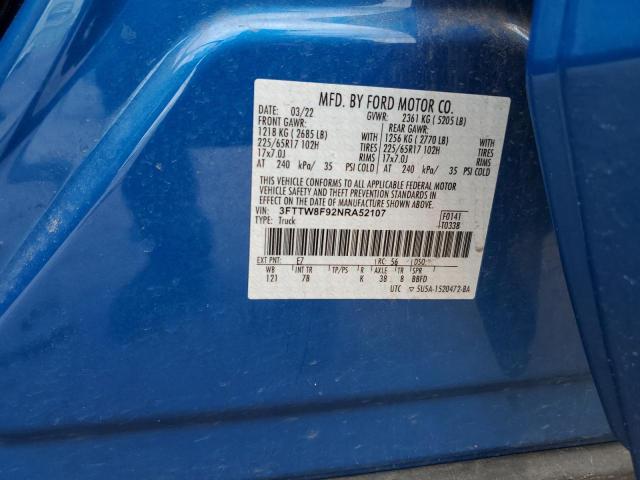 MFD. BY FORD MOTOR CO.
DATE: 03/22 GVWR: 2361 KG ( 5205 LB)
FRONT GAWR: REAR GAWR:
1218 KG ( 2685 LB) WITH 1256 KG ( 2770 LB) WITH
225/65R17 102H TIRES 225/65R17 102H TIRES
17x7.0J RIMS 17x7.0J RIMS
AT 240 kPa/ 35 PSI COLD AT 240 kPa/ 35 PSI COLD
THIS VEHICLE CONFORMS TO ALL APPLICABLE FEDERAL MOTOR
VEHICLE SAFETY AND THEFT PREVENTION STANDARDS IN
EFFECT ON THE DATE OF MANUFACTURE SHOWN ABOVE.
VIN: 3FTTW8F92NRA52107 F0141
TYPE: Truck T0338
EXT PNT: E7 RC: 56 DSO:
WB INT TR TP/PS R AXLE TR SPR
121 7B K 38 8 BBFD
UTC 5U5A-1520472-BA